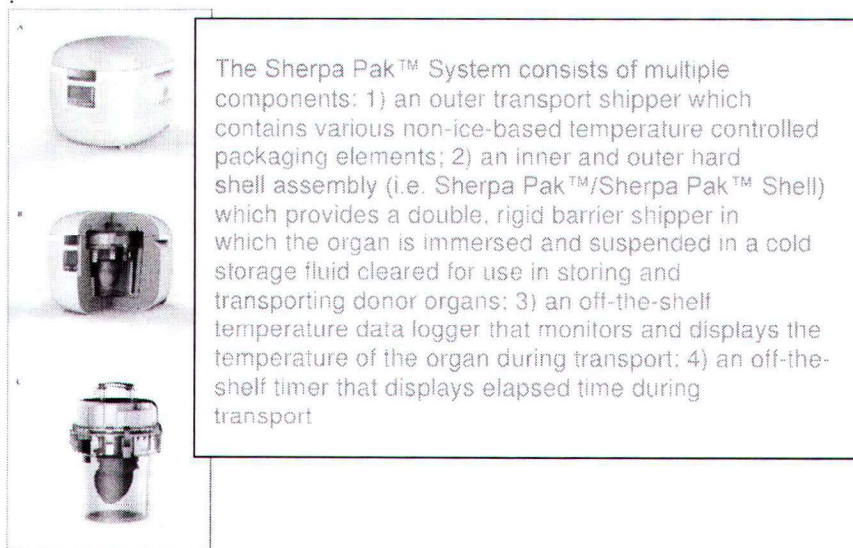 A
B
C
The Sherpa Pak™ System consists of multiple
components: 1) an outer transport shipper which
contains various non-ice-based temperature controlled
packaging elements; 2) an inner and outer hard
shell assembly (i.e. Sherpa Pak™/Sherpa Pak™ Shell)
which provides a double, rigid barrier shipper in
which the organ is immersed and suspended in a cold
storage fluid cleared for use in storing and
transporting donor organs; 3) an off-the-shelf
temperature data logger that monitors and displays the
temperature of the organ during transport; 4) an off-the-
shelf timer that displays elapsed time during
transport